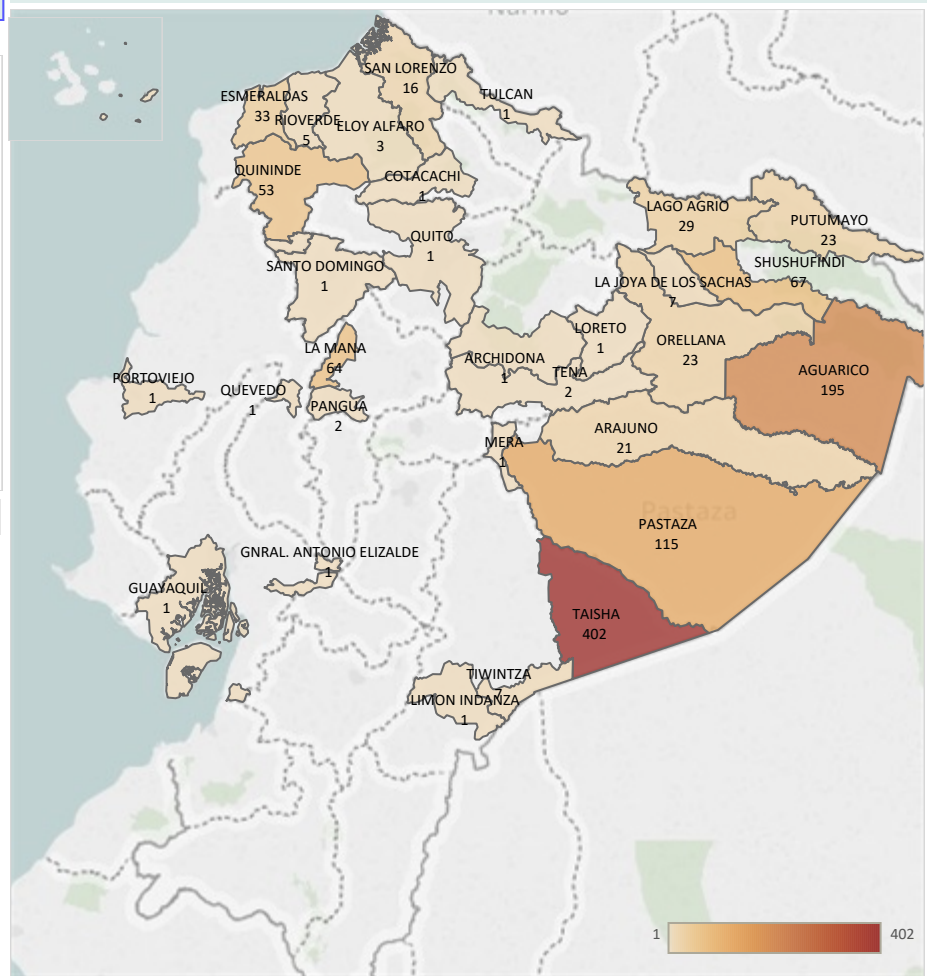 SAN LORENZO
16
TULCAN
1
ESMERALDAS
33
RIOVERDE
5
ELOY ALFARO
3
QUININDE
53
COTACACHI
1
LAGO AGRIO
29
PUTUMAYO
23
QUITO
1
SANTO DOMINGO
1
SHUSHUFINDI
67
LA JOYA DE LOS SACHAS
7
LORETO
1
ORELLANA
23
LA MANA
64
ARCHIDONA
1
TENA
2
AGUARICO
195
PORTOVIEJO
1
QUEVEDO
1
PANGUA
2
MERA
1
ARAJUNO
21
Pastaza
PASTAZA
115
GNRAL. ANTONIO ELIZALDE
1
GUAYAQUIL
1
TAISHA
402
TIWINTZA
7
LIMON INDANZA
1
1
402